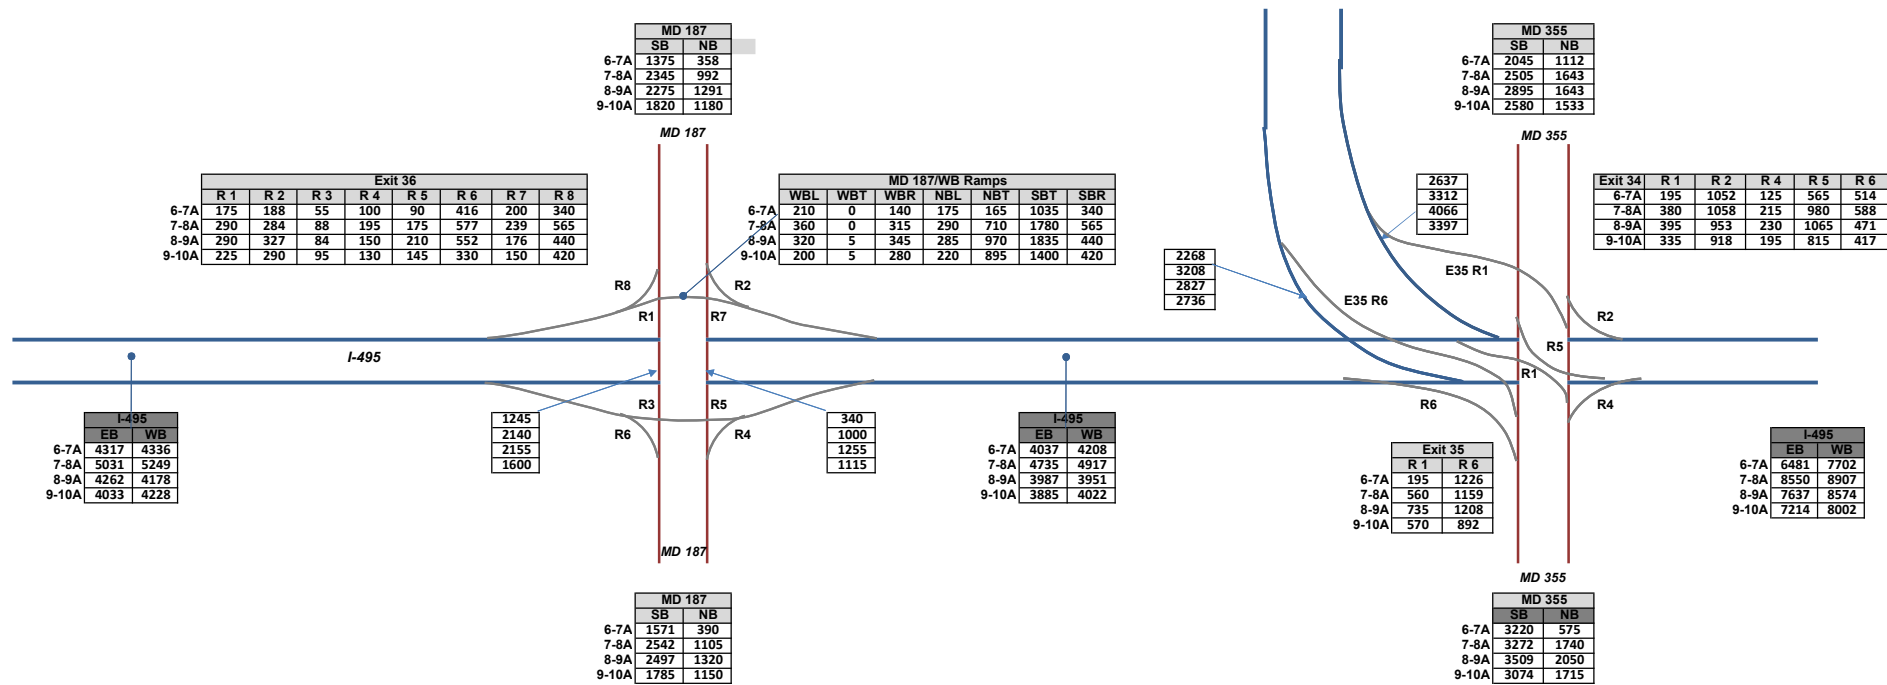 MD 187
SB NB
6-7A 1375 358
7-8A 2345 992
8-9A 2275 1291
9-10A 1820 1180
MD 187
MD 355
SB NB
6-7A 2045 1112
7-8A 2505 1643
8-9A 2895 1643
9-10A 2580 1533
MD 355
Exit 36
R 1 R 2 R 3 R 4 R 5 R 6 R 7 R 8
6-7A 175 188 55 100 90 416 200 340
7-8A 290 284 88 195 175 577 239 565
8-9A 290 327 84 150 210 552 176 440
9-10A 225 290 95 130 145 330 150 420
MD 187/WB Ramps
WBL WBT WBR NBL NBT SBT SBR
6-7A 210 0 140 175 165 1035 340
7-8A 360 0 315 290 710 1780 565
8-9A 320 5 345 285 970 1835 440
9-10A 200 5 280 220 895 1400 420
2637
3312
4066
3397
Exit 34 R 1 R 2 R 4 R 5 R 6
6-7A 195 1052 125 565 514
7-8A 380 1058 215 980 588
8-9A 395 953 230 1065 471
9-10A 335 918 195 815 417
2268
3208
2827
2736
R8
R2
R1
R7
E35 R1
E35 R6
R2
R5
I-495
R1
R3
R5
R6
R4
R6
R4
I-495
EB WB
6-7A 4317 4336
7-8A 5031 5249
8-9A 4262 4178
9-10A 4033 4228
1245
2140
2155
1600
340
1000
1255
1115
I-495
EB WB
6-7A 4037 4208
7-8A 4735 4917
8-9A 3987 3951
9-10A 3885 4022
Exit 35
R 1 R 6
6-7A 195 1226
7-8A 560 1159
8-9A 735 1208
9-10A 570 892
I-495
EB WB
6-7A 6481 7702
7-8A 8550 8907
8-9A 7637 8574
9-10A 7214 8002
MD 187
MD 187
SB NB
6-7A 1571 390
7-8A 2542 1105
8-9A 2497 1320
9-10A 1785 1150
MD 355
MD 355
SB NB
6-7A 3220 575
7-8A 3272 1740
8-9A 3509 2050
9-10A 3074 1715